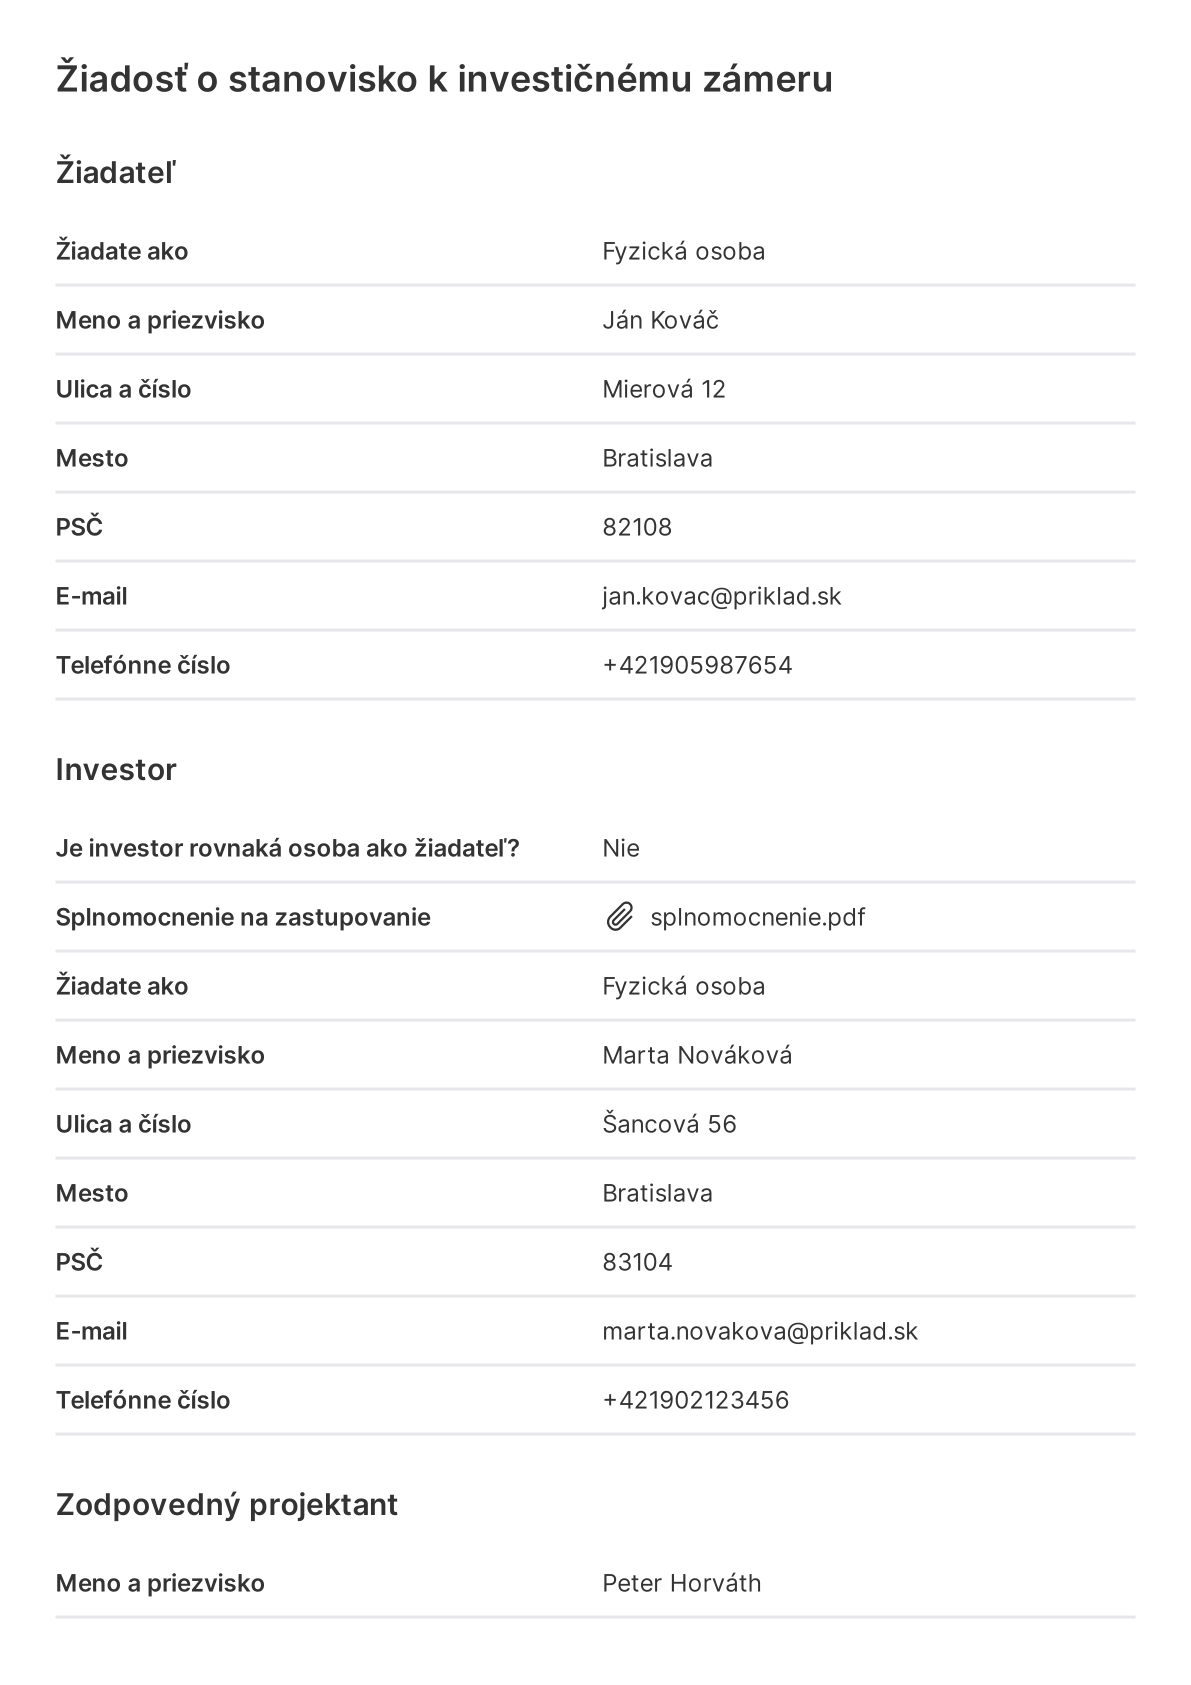 Žiadosť o stanovisko k investičnému zámeru
Žiadateľ
Žiadate ako Fyzická osoba
Meno a priezvisko Ján Kováč
Ulica a číslo Mierová 12
Mesto Bratislava
PSČ 82108
E-mail jan.kovac@priklad.sk
Telefónne číslo +421905987654
Investor
Je investor rovnaká osoba ako žiadateľ? Nie
Splnomocnenie na zastupovanie splnomocnenie.pdf
Žiadate ako Fyzická osoba
Meno a priezvisko Marta Nováková
Ulica a číslo Šancová 56
Mesto Bratislava
PSČ 83104
E-mail marta.novakova@priklad.sk
Telefónne číslo +421902123456
Zodpovedný projektant
Meno a priezvisko Peter Horváth